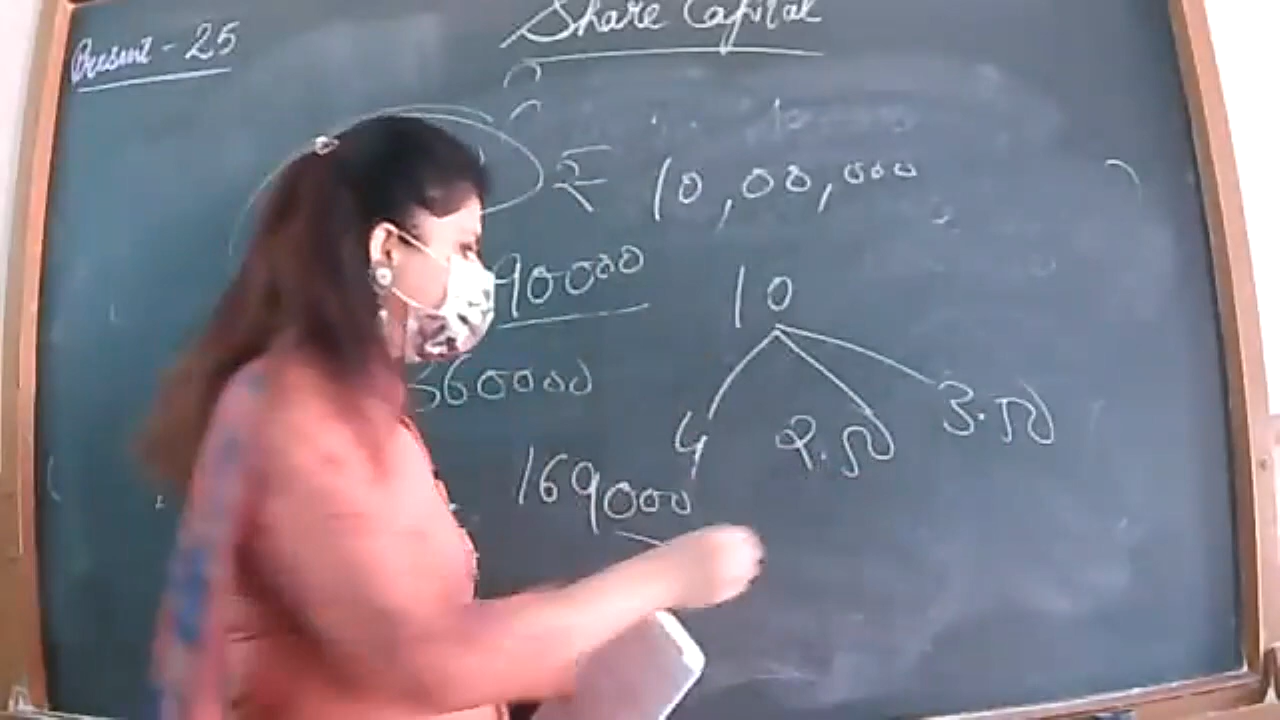 Share Capital
Present - 25
₹ 10,00,000
90000
10
360000
4 2.50 3.50
169000